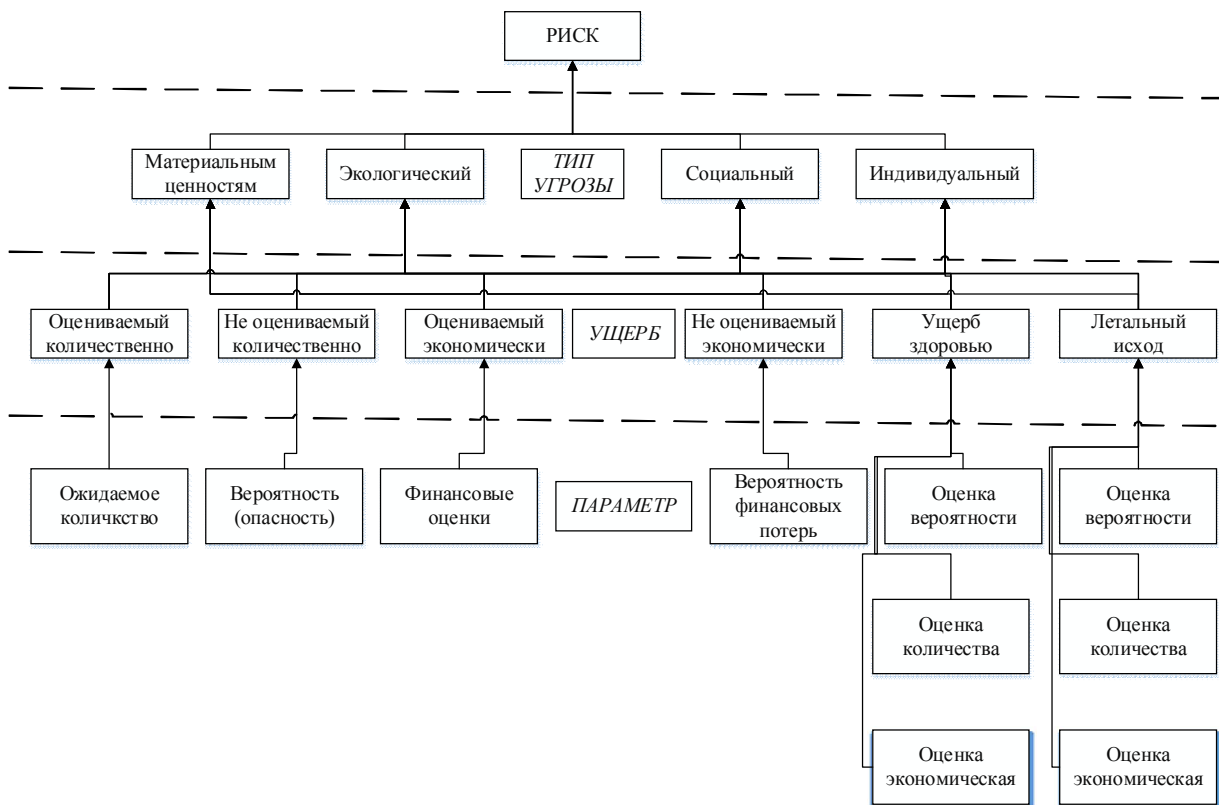 РИСК
Материальным
ценностям
Экологический
ТИП
УГРОЗЫ
Социальный
Индивидуальный
Оцениваемый
количественно
Не оцениваемый
количественно
Оцениваемый
экономически
УЩЕРБ
Не оцениваемый
экономически
Ущерб
здоровью
Летальный
исход
Ожидаемое
количкство
Вероятность
(опасность)
Финансовые
оценки
ПАРАМЕТР
Вероятность
финансовых
потерь
Оценка
вероятности
Оценка
вероятности
Оценка
количества
Оценка
количества
Оценка
экономическая
Оценка
экономическая